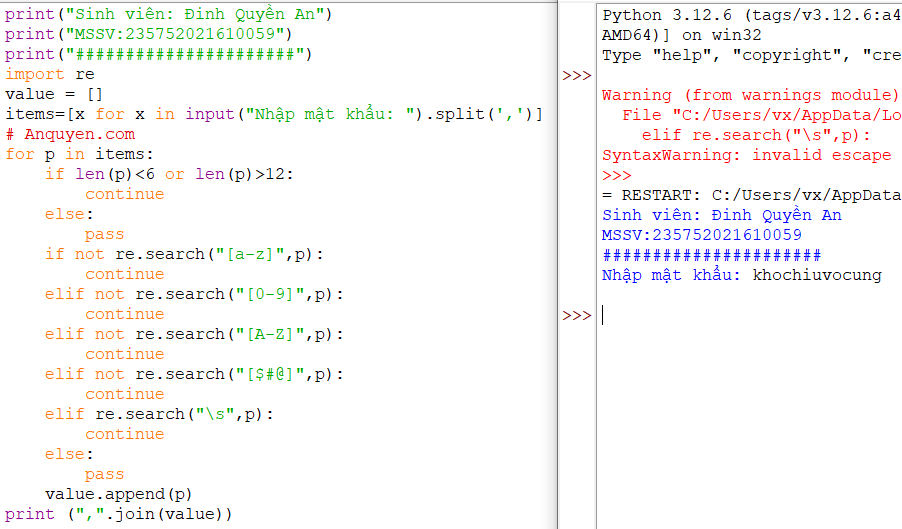 print("Sinh viên: Đinh Quyền An")
print("MSSV:235752021610059")
print("######################")
import re
value = []
items=[x for x in input("Nhập mật khẩu: ").split(',')]
# Anquyen.com
for p in items:
    if len(p)<6 or len(p)>12:
        continue
    else:
        pass
    if not re.search("[a-z]",p):
        continue
    elif not re.search("[0-9]",p):
        continue
    elif not re.search("[A-Z]",p):
        continue
    elif not re.search("[$#@]",p):
        continue
    elif re.search("\s",p):
        continue
    else:
        pass
    value.append(p)
print (",".join(value))
Python 3.12.6 (tags/v3.12.6:a4
AMD64)] on win32
Type "help", "copyright", "cre
>>>
Warning (from warnings module)
  File "C:/Users/vx/AppData/Lo
    elif re.search("\s",p):
SyntaxWarning: invalid escape
>>>
= RESTART: C:/Users/vx/AppData
Sinh viên: Đinh Quyền An
MSSV:235752021610059
######################
Nhập mật khẩu: khochiuvocung
>>>